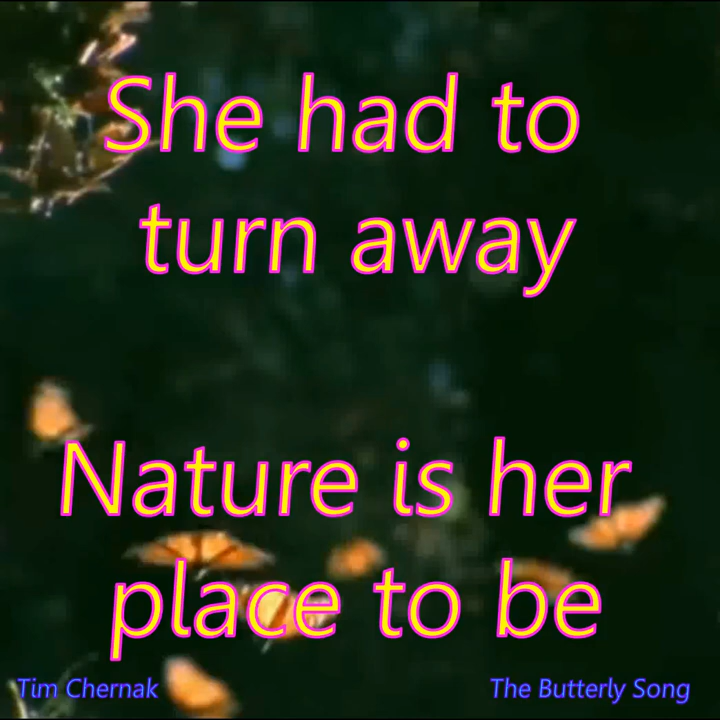 She had to
turn away
Nature is her
place to be
Tim Chernak
The Butterly Song